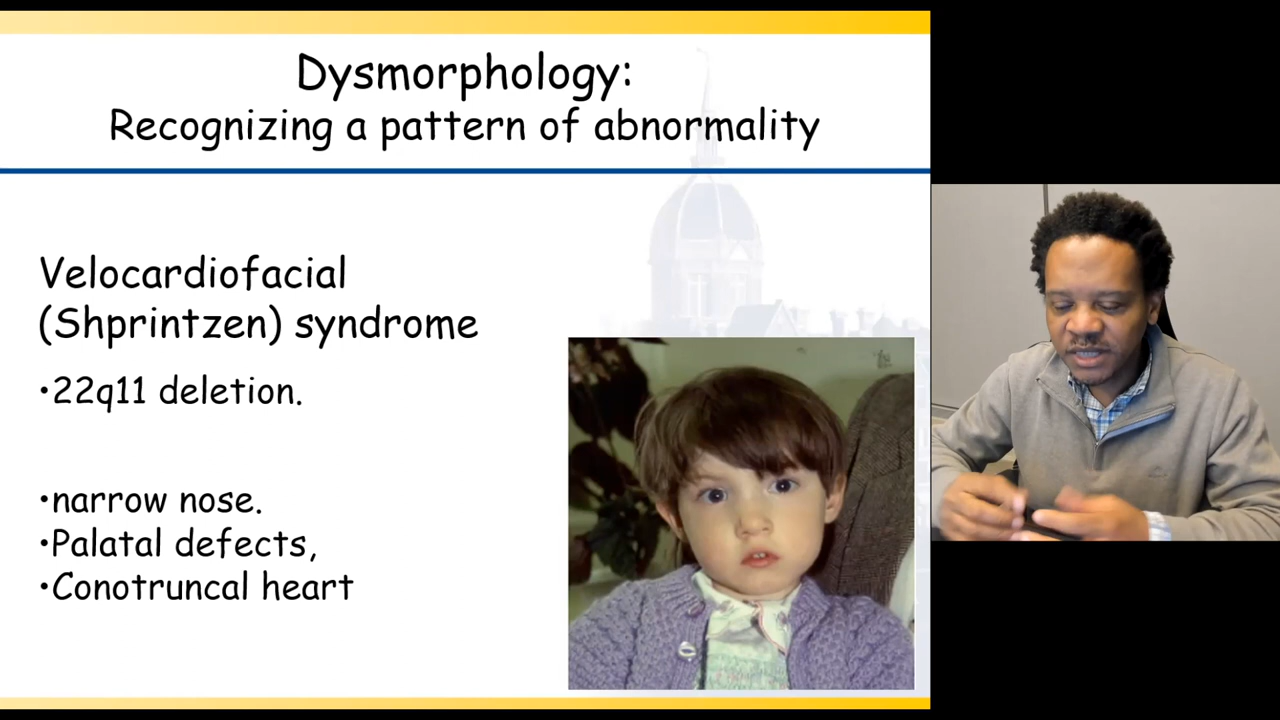 Dysmorphology:
Recognizing a pattern of abnormality
Velocardiofacial
(Shprintzen) syndrome
•22q11 deletion.
•narrow nose.
•Palatal defects,
•Conotruncal heart